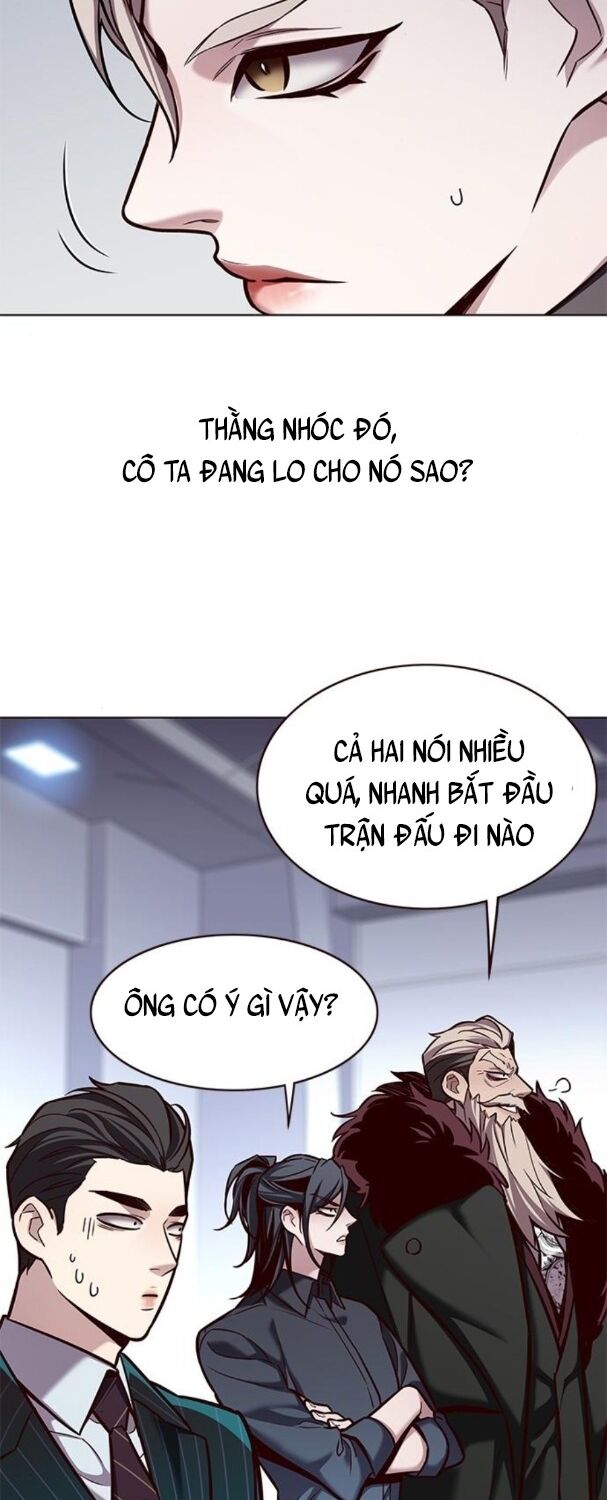 THẰNG NHÓC ĐÓ,
CÔ TA ĐANG LO CHO NÓ SAO?
CẢ HAI NÓI NHIỀU
QUÁ, NHANH BẮT ĐẦU
TRẬN ĐẤU ĐI NÀO
ÔNG CÓ Ý GÌ VẬY?